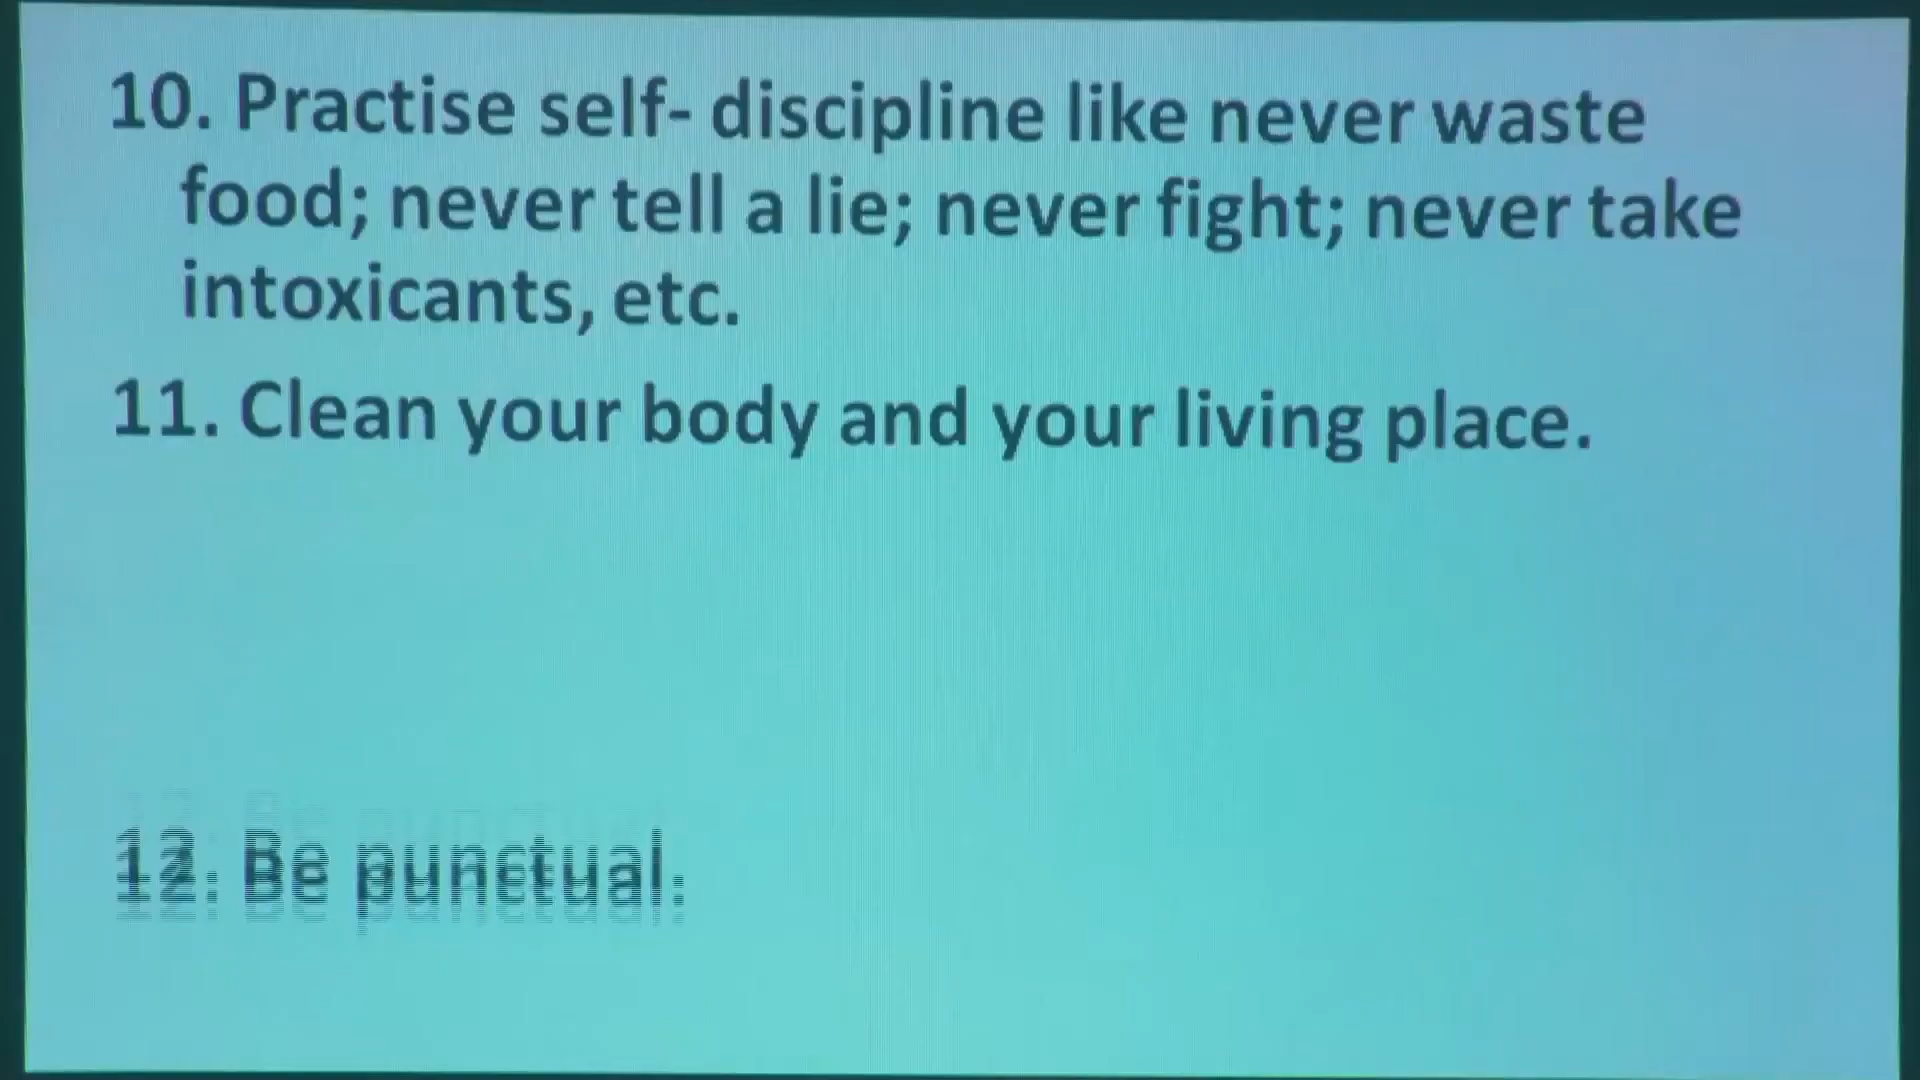 10. Practise self- discipline like never waste
food; never tell a lie; never fight; never take
intoxicants, etc.
11. Clean your body and your living place.
12. Be punctual.